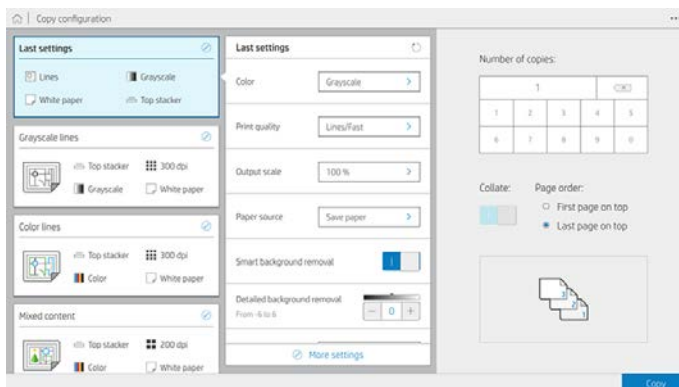 Copy configuration
Last settings
Lines
Grayscale
White paper
Top stacker
Grayscale lines
Top stacker
300 dpi
Grayscale
White paper
Color lines
Top stacker
300 dpi
Color
White paper
Mixed content
Top stacker
200 dpi
Color
White paper
Last settings
Color
Grayscale
Print quality
Lines/Fast
Output scale
100 %
Paper source
Save paper
Smart background removal
Detailed background removal
From -6 to 6
- 0 +
More settings
Number of copies:
1
1 2 3 4 5
6 7 8 9 0
Collate:
Page order:
First page on top
Last page on top
3
2
1
Copy